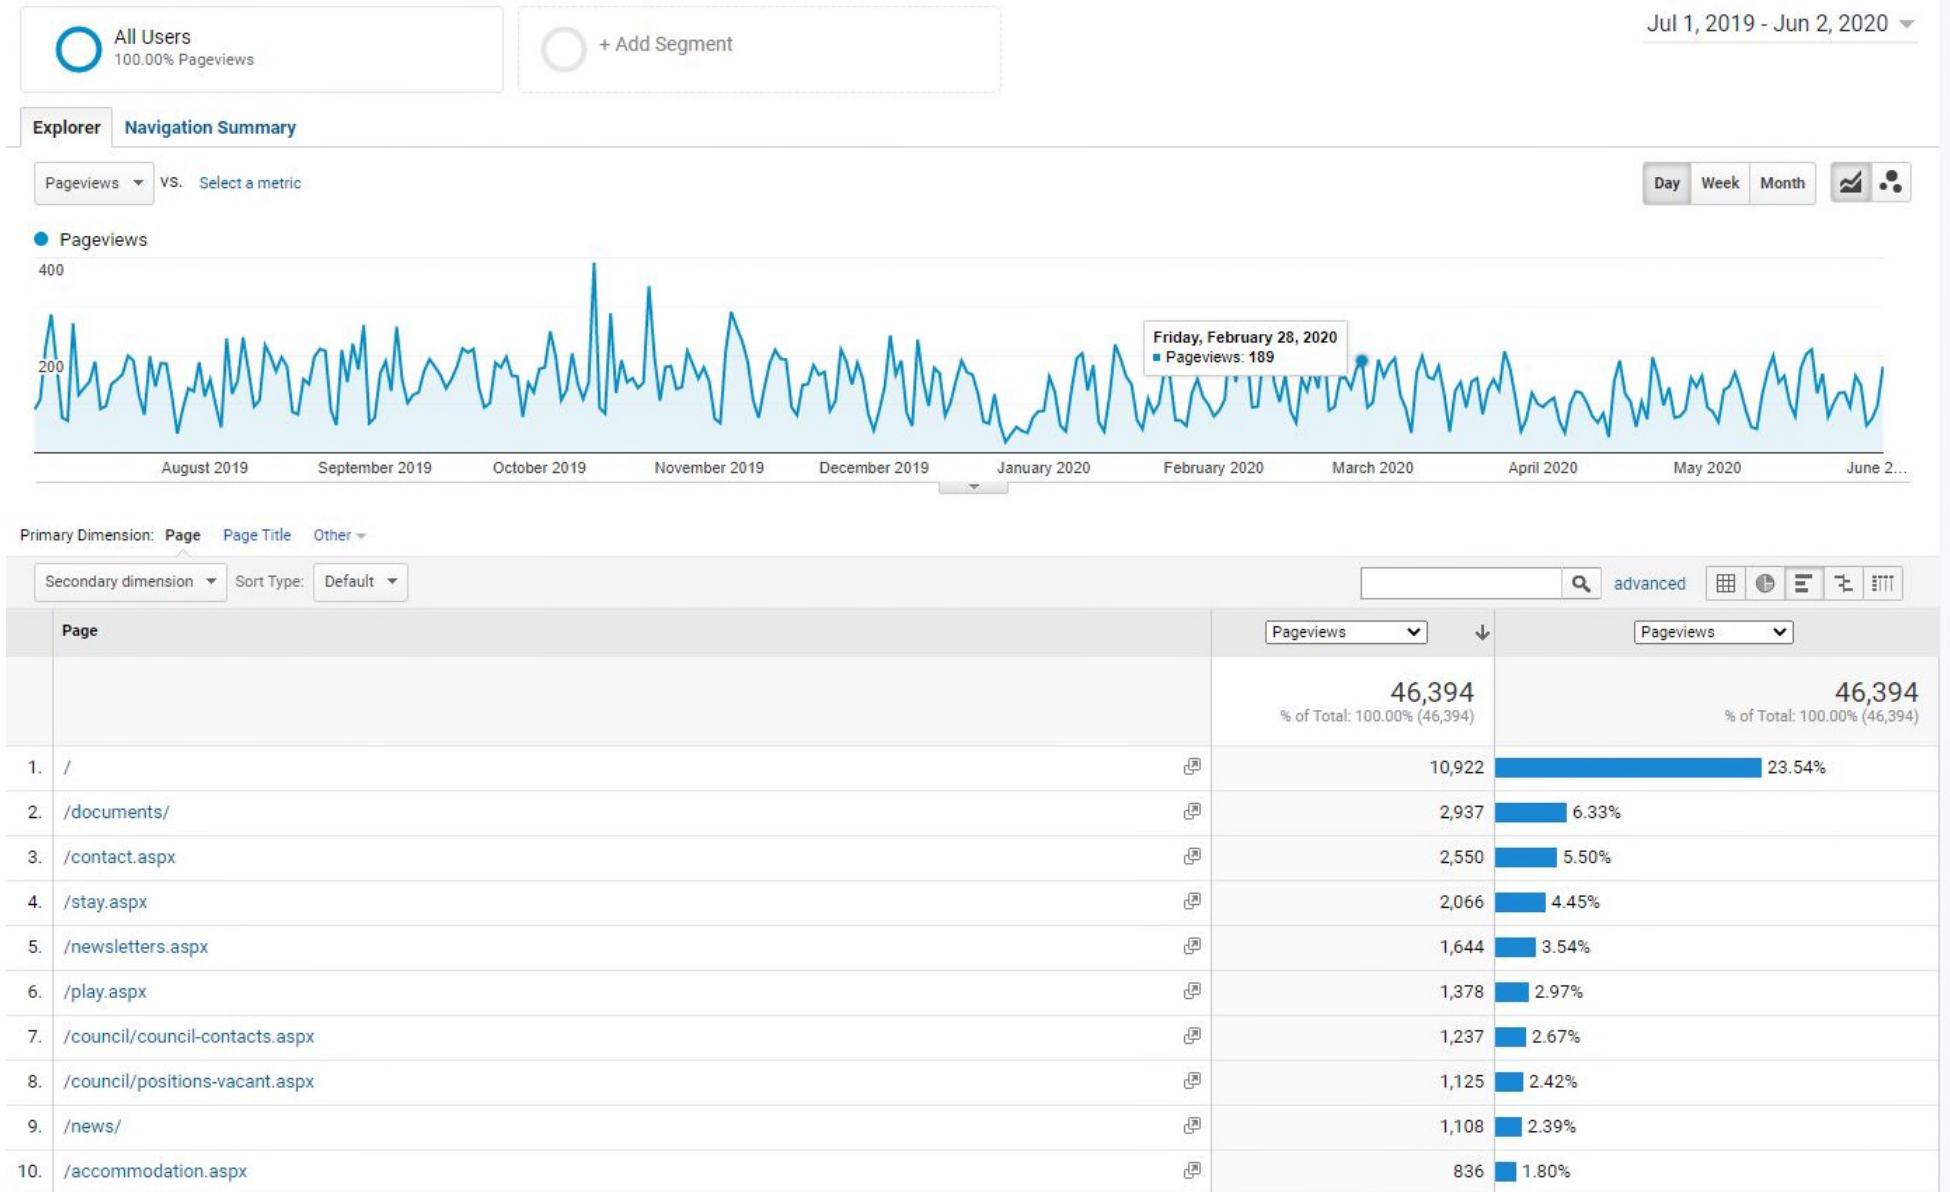 All Users
100.00% Pageviews
+ Add Segment
Jul 1, 2019 - Jun 2, 2020
Explorer
Navigation Summary
Pageviews
VS.
Select a metric
Day
Week
Month
Pageviews
400
200
Friday, February 28, 2020
Pageviews: 189
August 2019
September 2019
October 2019
November 2019
December 2019
January 2020
February 2020
March 2020
April 2020
May 2020
June 2...
Primary Dimension: Page Page Title Other
Secondary dimension
Sort Type:
Default
advanced
Page
Pageviews
Pageviews
46,394
% of Total: 100.00% (46,394)
46,394
% of Total: 100.00% (46,394)
1. / 10,922 23.54%
2. /documents/ 2,937 6.33%
3. /contact.aspx 2,550 5.50%
4. /stay.aspx 2,066 4.45%
5. /newsletters.aspx 1,644 3.54%
6. /play.aspx 1,378 2.97%
7. /council/council-contacts.aspx 1,237 2.67%
8. /council/positions-vacant.aspx 1,125 2.42%
9. /news/ 1,108 2.39%
10. /accommodation.aspx 836 1.80%